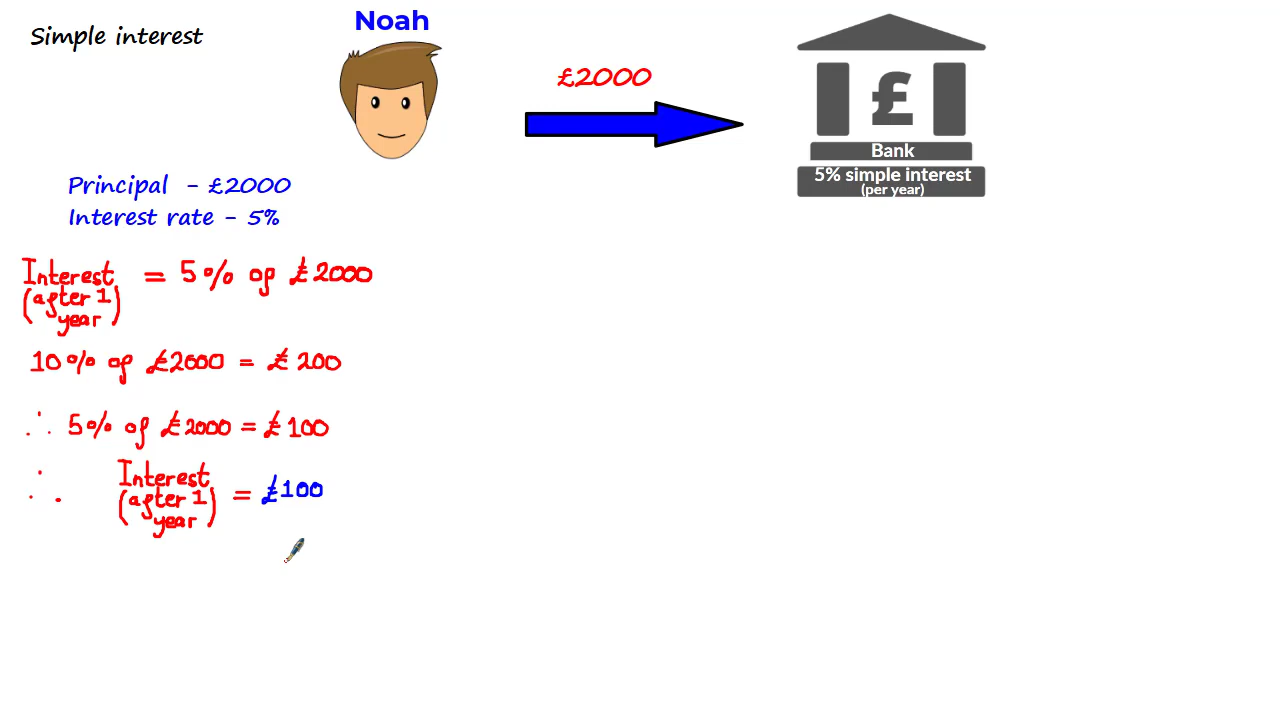 Simple interest
Noah
£2000
£
Bank
5% simple interest
(per year)
Principal - £2000
Interest rate - 5%
Interest = 5% of £2000
(after 1
year)
10% of £2000 = £200
∴ 5% of £2000 = £100
∴ Interest = £100
(after 1
year)